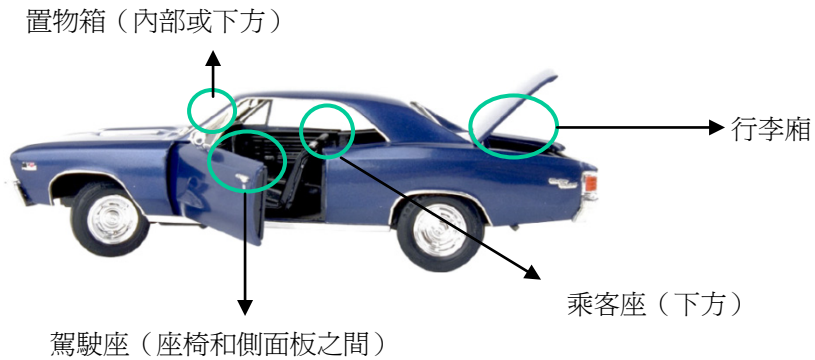 置物箱（內部或下方）
行李廂
乘客座（下方）
駕駛座（座椅和側面板之間）